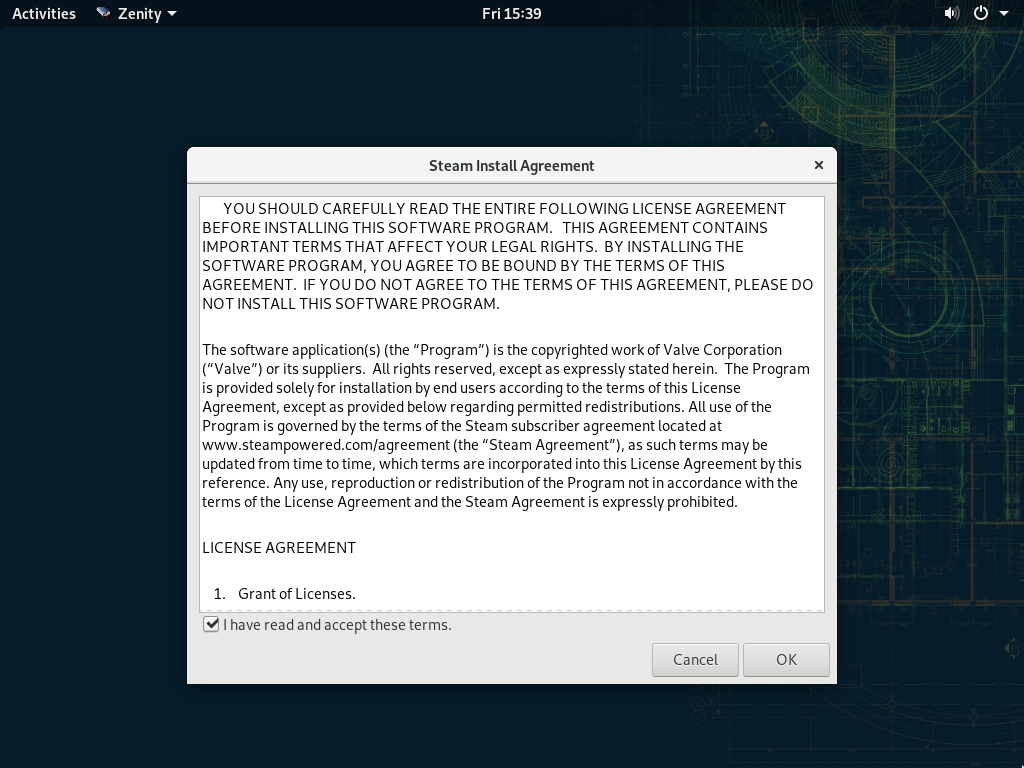 Activities Zenity Fri 15:39
Steam Install Agreement ×
YOU SHOULD CAREFULLY READ THE ENTIRE FOLLOWING LICENSE AGREEMENT
BEFORE INSTALLING THIS SOFTWARE PROGRAM. THIS AGREEMENT CONTAINS
IMPORTANT TERMS THAT AFFECT YOUR LEGAL RIGHTS. BY INSTALLING THE
SOFTWARE PROGRAM, YOU AGREE TO BE BOUND BY THE TERMS OF THIS
AGREEMENT. IF YOU DO NOT AGREE TO THE TERMS OF THIS AGREEMENT, PLEASE DO
NOT INSTALL THIS SOFTWARE PROGRAM.
The software application(s) (the “Program”) is the copyrighted work of Valve Corporation
(“Valve”) or its suppliers. All rights reserved, except as expressly stated herein. The Program
is provided solely for installation by end users according to the terms of this License
Agreement, except as provided below regarding permitted redistributions. All use of the
Program is governed by the terms of the Steam subscriber agreement located at
www.steampowered.com/agreement (the “Steam Agreement”), as such terms may be
updated from time to time, which terms are incorporated into this License Agreement by this
reference. Any use, reproduction or redistribution of the Program not in accordance with the
terms of the License Agreement and the Steam Agreement is expressly prohibited.
LICENSE AGREEMENT
1. Grant of Licenses.
I have read and accept these terms.
Cancel OK